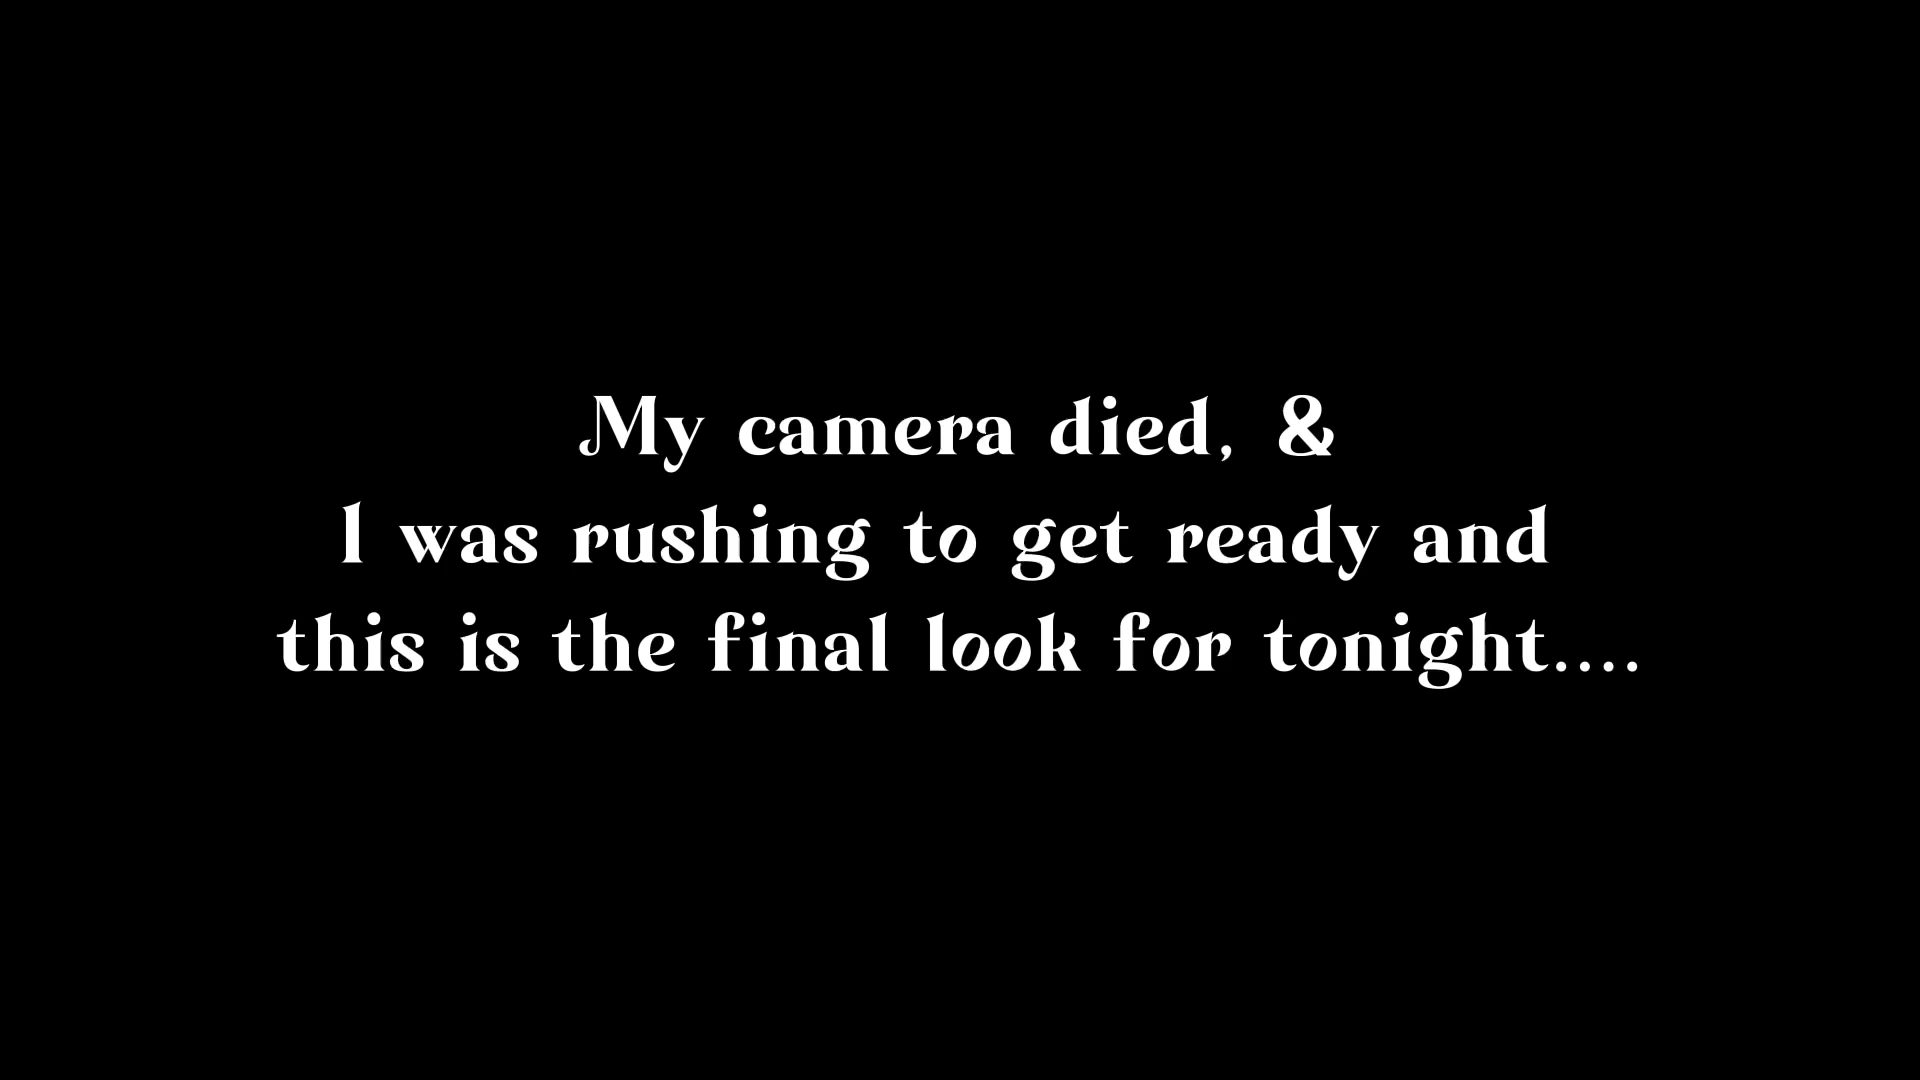 My camera died, &
I was rushing to get ready and
this is the final look for tonight....